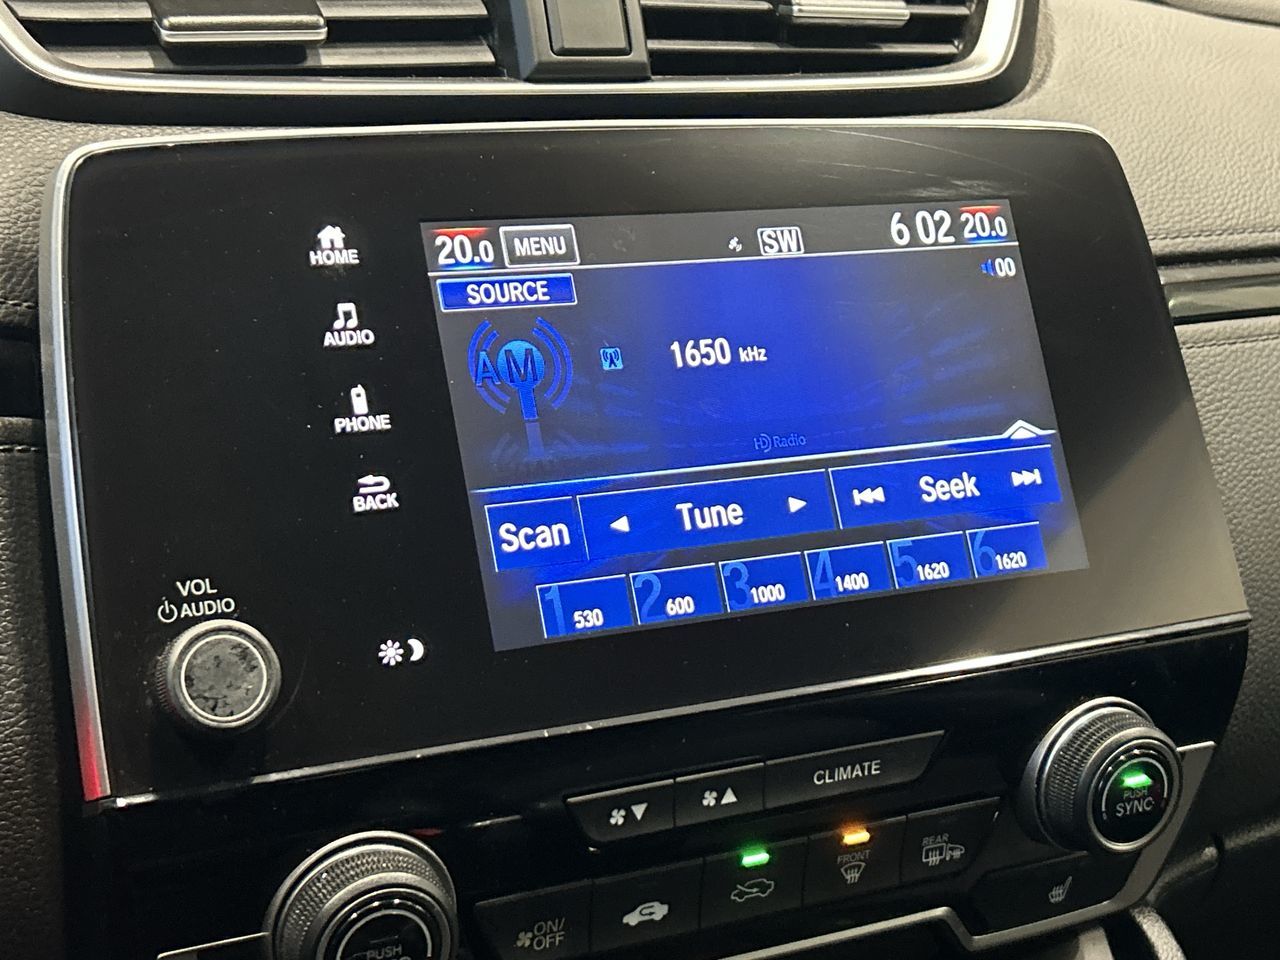 20.0 MENU SW 6 02 20.0
SOURCE 00
HOME
AUDIO
PHONE
BACK
AM 1650 kHz
HD Radio
Scan Tune Seek
1 530 2 600 3 1000 4 1400 5 1620 6 1620
VOL
AUDIO
CLIMATE
PUSH
SYNC
FRONT
REAR
ON/
OFF
PUSH